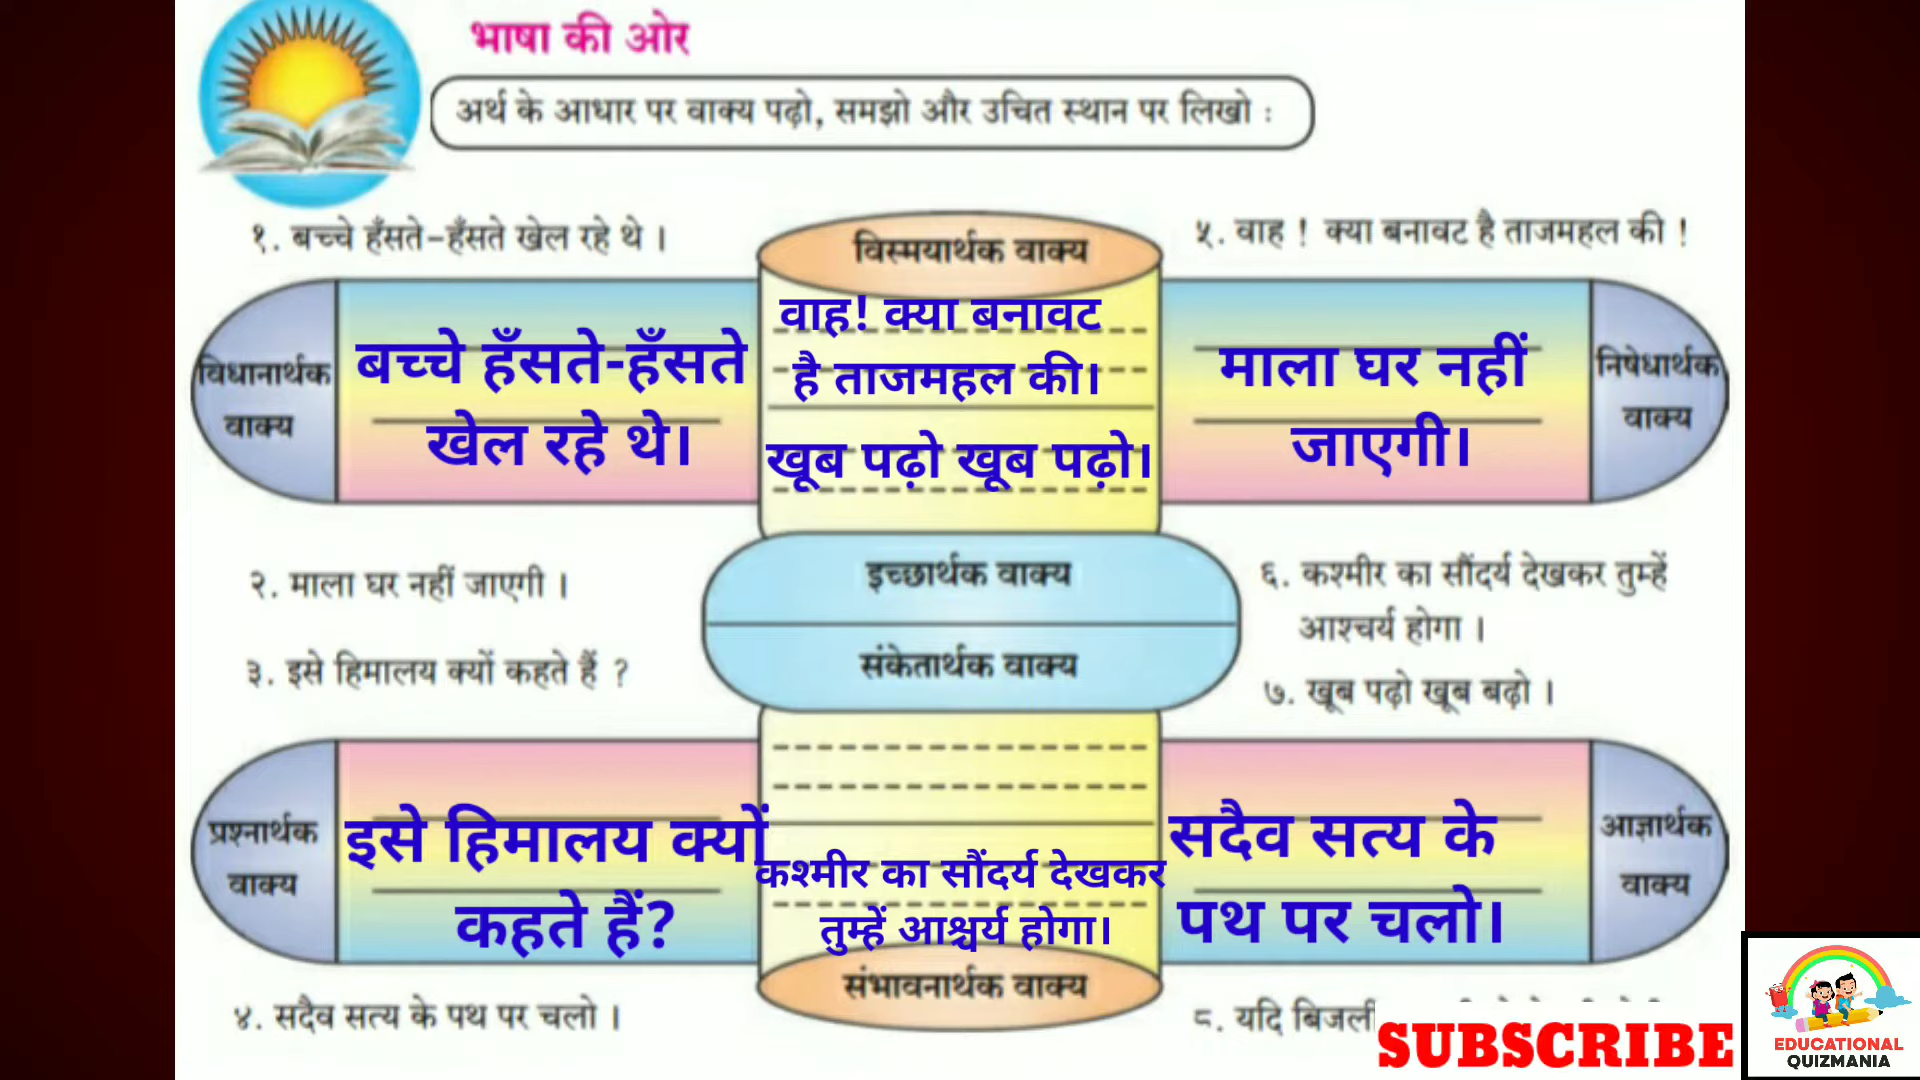 भाषा की ओर
अर्थ के आधार पर वाक्य पढ़ो, समझो और उचित स्थान पर लिखो :
१. बच्चे हँसते-हँसते खेल रहे थे ।
विस्मयार्थक वाक्य
५. वाह ! क्या बनावट है ताजमहल की !
विधानार्थक
वाक्य
बच्चे हँसते-हँसते
खेल रहे थे।
वाह! क्या बनावट
है ताजमहल की।
खूब पढ़ो खूब पढ़ो।
माला घर नहीं
जाएगी।
निषेधार्थक
वाक्य
२. माला घर नहीं जाएगी ।
३. इसे हिमालय क्यों कहते हैं ?
इच्छार्थक वाक्य
संकेतार्थक वाक्य
६. कश्मीर का सौंदर्य देखकर तुम्हें
आश्चर्य होगा ।
७. खूब पढ़ो खूब बढ़ो ।
प्रश्नार्थक
वाक्य
इसे हिमालय क्यों
कहते हैं?
कश्मीर का सौंदर्य देखकर
तुम्हें आश्चर्य होगा।
संभावनार्थक वाक्य
सदैव सत्य के
पथ पर चलो।
आज्ञार्थक
वाक्य
४. सदैव सत्य के पथ पर चलो ।
८. यदि बिजली
SUBSCRIBE
EDUCATIONAL
QUIZMANIA